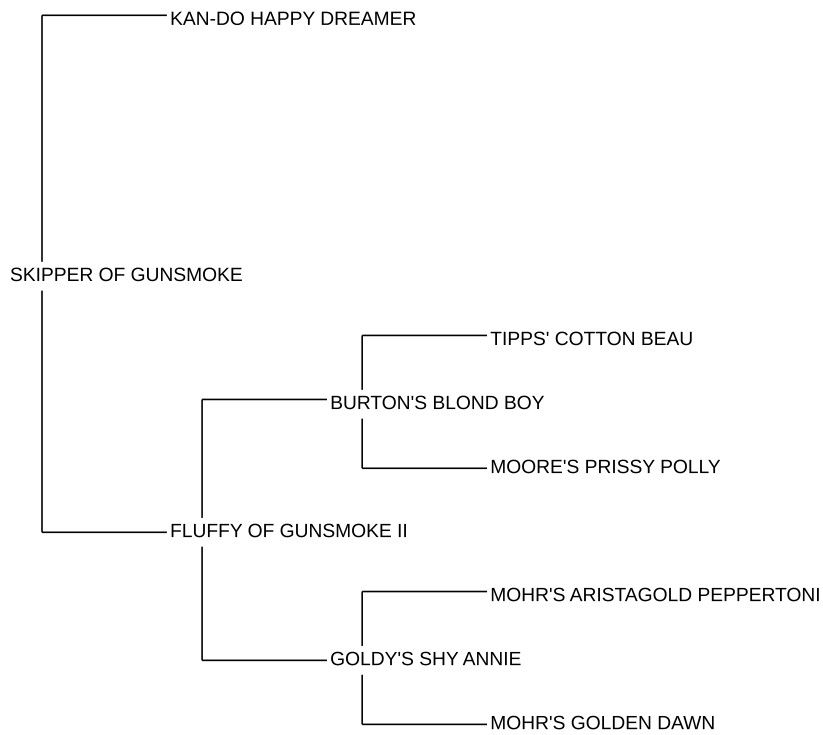 KAN-DO HAPPY DREAMER
SKIPPER OF GUNSMOKE
TIPPS' COTTON BEAU
BURTON'S BLOND BOY
MOORE'S PRISSY POLLY
FLUFFY OF GUNSMOKE II
MOHR'S ARISTAGOLD PEPPERTONI
GOLDY'S SHY ANNIE
MOHR'S GOLDEN DAWN